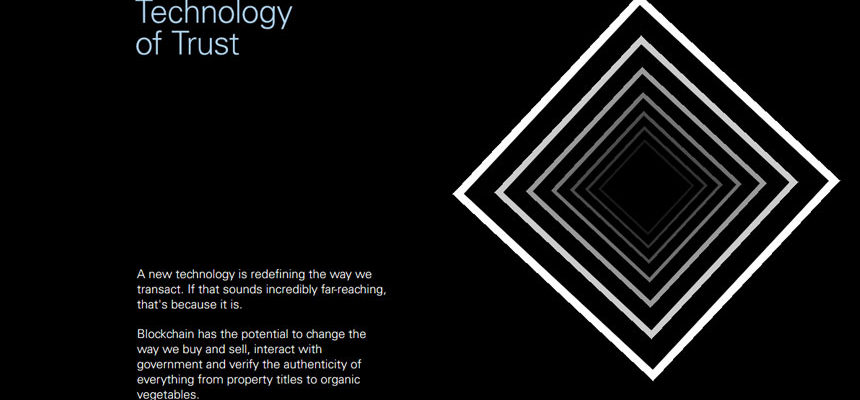 Technology
of Trust
A new technology is redefining the way we
transact. If that sounds incredibly far-reaching,
that's because it is.
Blockchain has the potential to change the
way we buy and sell, interact with
government and verify the authenticity of
everything from property titles to organic
vegetables.